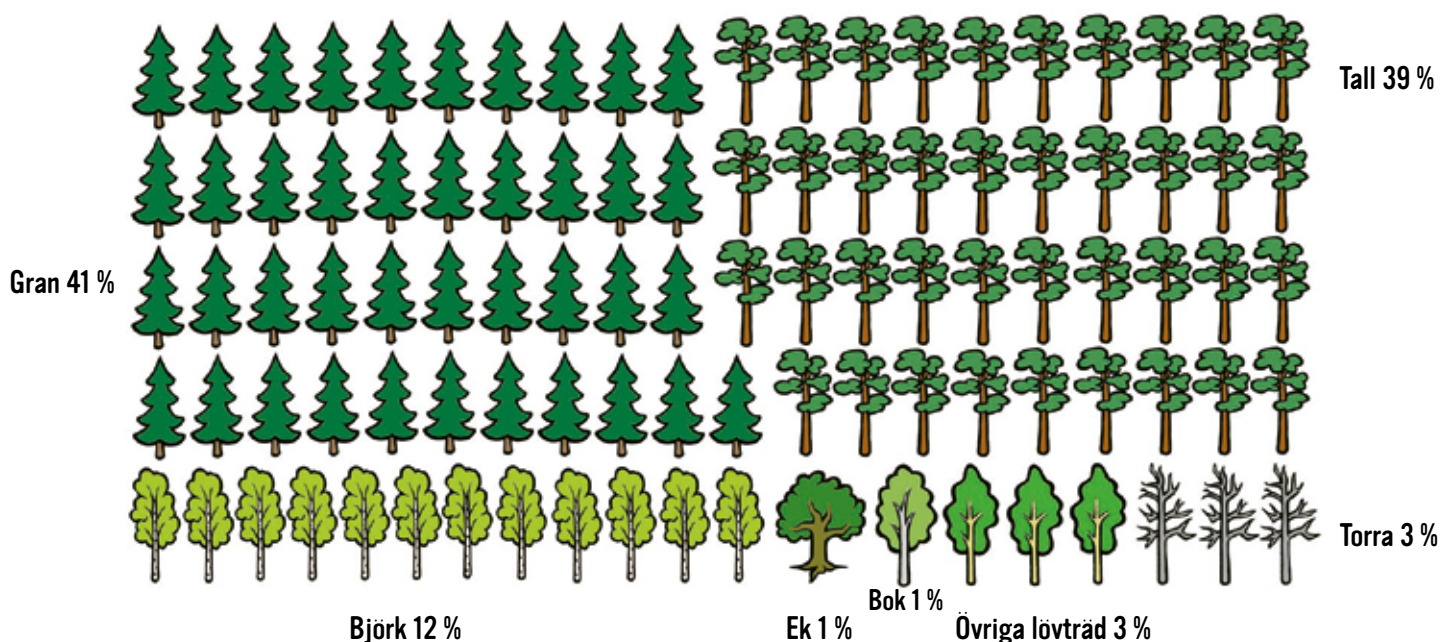 Tall 39 %
Gran 41 %
Torra 3 %
Bok 1 %
Björk 12 %
Ek 1 %
Övriga lövträd 3 %